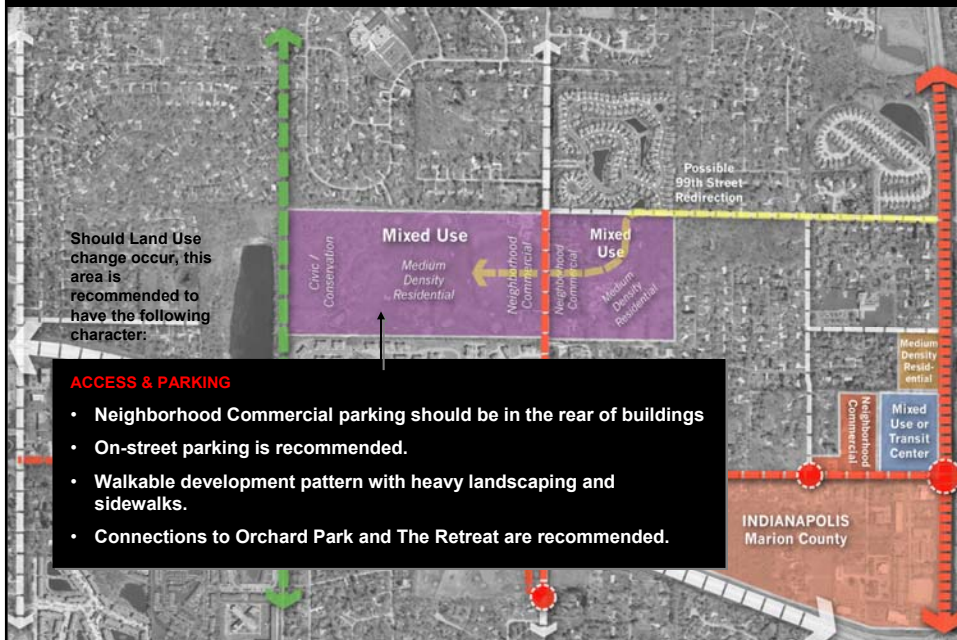 Possible
99th Street
Redirection
Should Land Use
change occur, this
area is
recommended to
have the following
character:
Civic /
Conservation
Mixed Use
Medium
Density
Residential
Neighborhood
Commercial
Neighborhood
Commercial
Mixed
Use
Medium
Density
Residential
Medium
Density
Resid-
ential
Neighborhood
Commercial
Mixed
Use or
Transit
Center
INDIANAPOLIS
Marion County
ACCESS & PARKING
• Neighborhood Commercial parking should be in the rear of buildings
• On-street parking is recommended.
• Walkable development pattern with heavy landscaping and
sidewalks.
• Connections to Orchard Park and The Retreat are recommended.